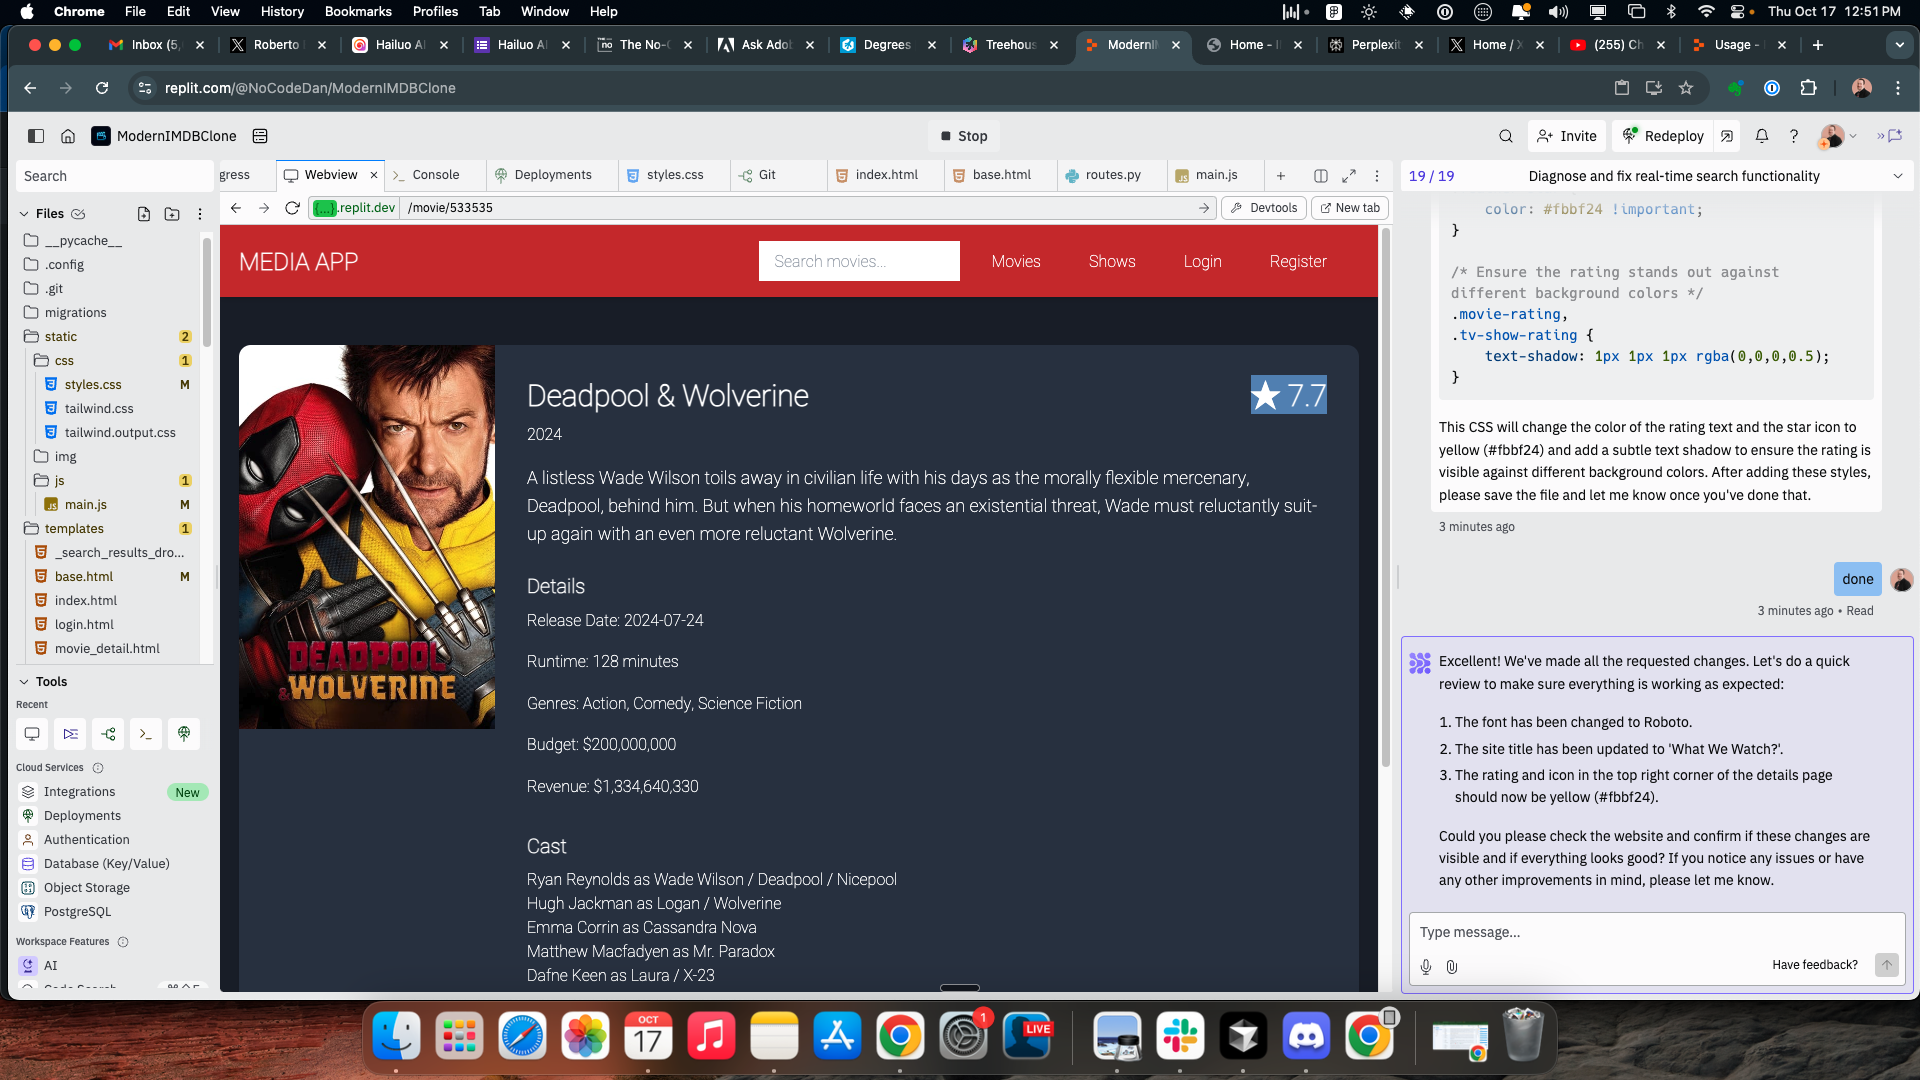 Chrome File Edit View History Bookmarks Profiles Tab Window Help
Thu Oct 17 12:51 PM
Inbox (5,
Roberto
Hailuo AI
Hailuo AI
The No-C
Ask Adob
Degrees
Treehous
ModernIM
Home -
Perplexit
Home / X
(255) Ch
Usage -
replit.com/@NoCodeDan/ModernIMDBClone
ModernIMDBClone
Stop
Invite
Redeploy
Search
gress
Webview
Console
Deployments
styles.css
Git
index.html
base.html
routes.py
main.js
19 / 19
Diagnose and fix real-time search functionality
Files
{...}.replit.dev
/movie/533535
Devtools
New tab
__pycache__
.config
.git
migrations
static 2
css 1
styles.css M
tailwind.css
tailwind.output.css
img
js 1
main.js M
templates 1
_search_results_dro...
base.html M
index.html
login.html
movie_detail.html
Tools
Recent
Cloud Services
Integrations New
Deployments
Authentication
Database (Key/Value)
Object Storage
PostgreSQL
Workspace Features
AI
MEDIA APP
Search movies...
Movies
Shows
Login
Register
DEADPOOL
& WOLVERINE
Deadpool & Wolverine
★ 7.7
2024
A listless Wade Wilson toils away in civilian life with his days as the morally flexible mercenary,
Deadpool, behind him. But when his homeworld faces an existential threat, Wade must reluctantly suit-
up again with an even more reluctant Wolverine.
Details
Release Date: 2024-07-24
Runtime: 128 minutes
Genres: Action, Comedy, Science Fiction
Budget: $200,000,000
Revenue: $1,334,640,330
Cast
Ryan Reynolds as Wade Wilson / Deadpool / Nicepool
Hugh Jackman as Logan / Wolverine
Emma Corrin as Cassandra Nova
Matthew Macfadyen as Mr. Paradox
Dafne Keen as Laura / X-23
color: #fbbf24 !important;
}
/* Ensure the rating stands out against
different background colors */
.movie-rating,
.tv-show-rating {
text-shadow: 1px 1px 1px rgba(0,0,0,0.5);
}
This CSS will change the color of the rating text and the star icon to
yellow (#fbbf24) and add a subtle text shadow to ensure the rating is
visible against different background colors. After adding these styles,
please save the file and let me know once you've done that.
3 minutes ago
done
3 minutes ago • Read
Excellent! We've made all the requested changes. Let's do a quick
review to make sure everything is working as expected:
1. The font has been changed to Roboto.
2. The site title has been updated to 'What We Watch?'.
3. The rating and icon in the top right corner of the details page
should now be yellow (#fbbf24).
Could you please check the website and confirm if these changes are
visible and if everything looks good? If you notice any issues or have
any other improvements in mind, please let me know.
Type message...
Have feedback?
OCT
17
1
LIVE